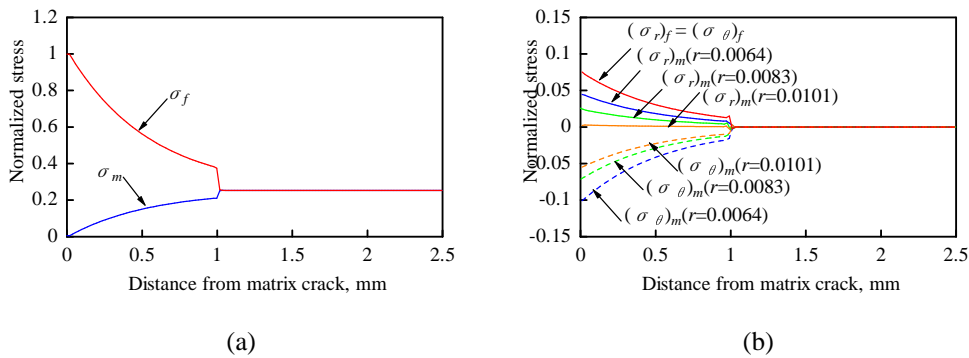 Normalized stress
1.2
1
0.8
0.6
0.4
0.2
0
σf
σm
0 0.5 1 1.5 2 2.5
Distance from matrix crack, mm
(a)
Normalized stress
0.15
0.1
0.05
0
-0.05
-0.1
-0.15
(σr)f = (σθ)f
(σr)m(r=0.0064)
(σr)m(r=0.0083)
(σr)m(r=0.0101)
(σθ)m(r=0.0101)
(σθ)m(r=0.0083)
(σθ)m(r=0.0064)
0 0.5 1 1.5 2 2.5
Distance from matrix crack, mm
(b)